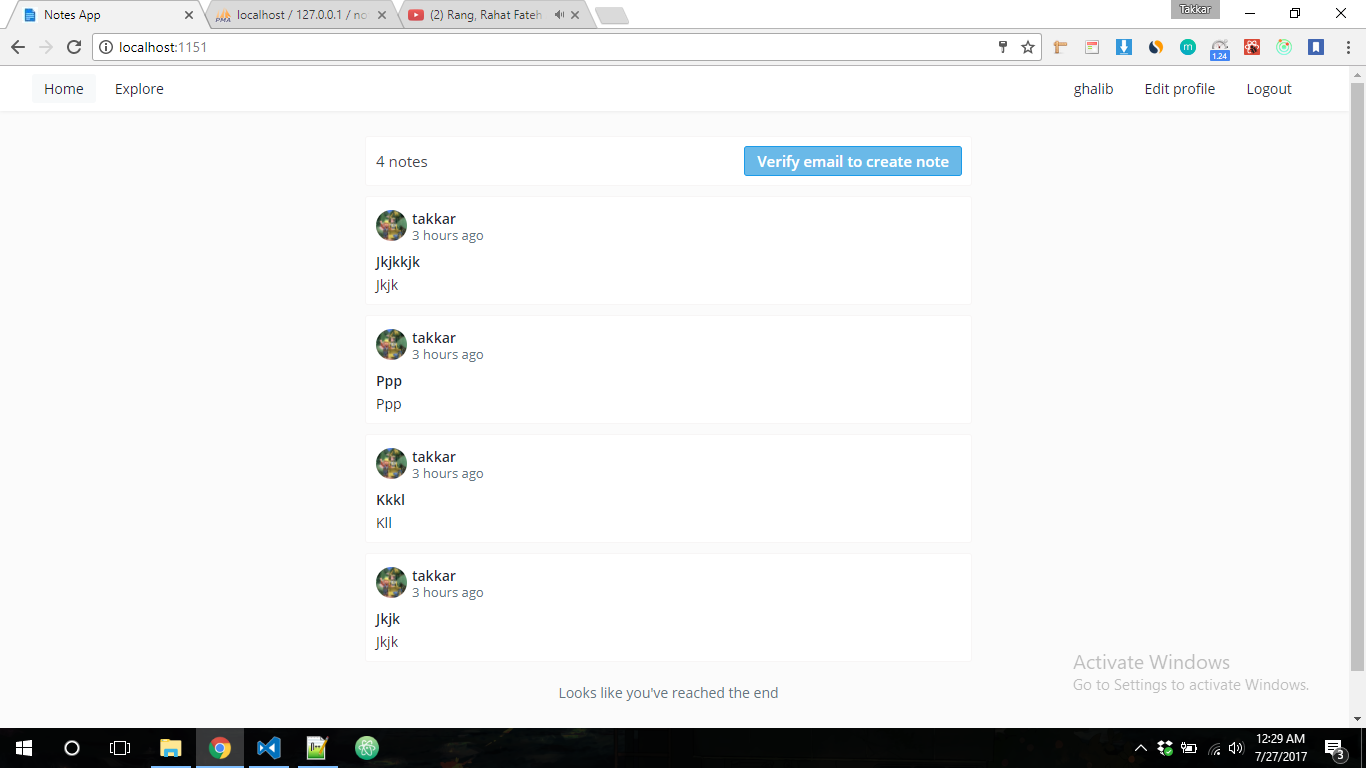 Notes App
localhost / 127.0.0.1 / no
(2) Rang, Rahat Fateh
Takkar
localhost:1151
m
1.24
Home
Explore
ghalib
Edit profile
Logout
4 notes
Verify email to create note
takkar
3 hours ago
Jkjkkjk
Jkjk
takkar
3 hours ago
Ppp
Ppp
takkar
3 hours ago
Kkkl
Kll
takkar
3 hours ago
Jkjk
Jkjk
Looks like you've reached the end
Activate Windows
Go to Settings to activate Windows.
12:29 AM
7/27/2017
3